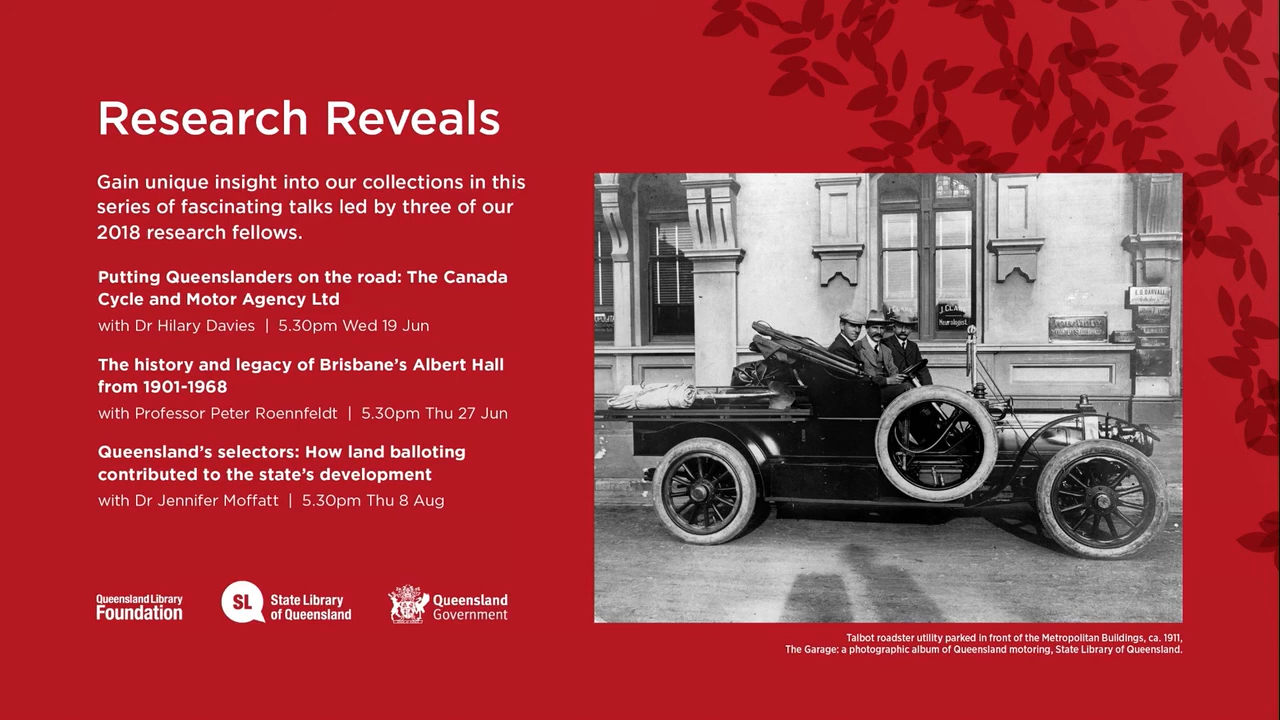 Research Reveals
Gain unique insight into our collections in this
series of fascinating talks led by three of our
2018 research fellows.
Putting Queenslanders on the road: The Canada
Cycle and Motor Agency Ltd
with Dr Hilary Davies | 5.30pm Wed 19 Jun
The history and legacy of Brisbane’s Albert Hall
from 1901-1968
with Professor Peter Roennfeldt | 5.30pm Thu 27 Jun
Queensland’s selectors: How land balloting
contributed to the state’s development
with Dr Jennifer Moffatt | 5.30pm Thu 8 Aug
Queensland Library
Foundation
SL
State Library
of Queensland
Queensland
Government
J. CLARK
Neurologist
E. G. DARVALL
Talbot roadster utility parked in front of the Metropolitan Buildings, ca. 1911,
The Garage: a photographic album of Queensland motoring, State Library of Queensland.